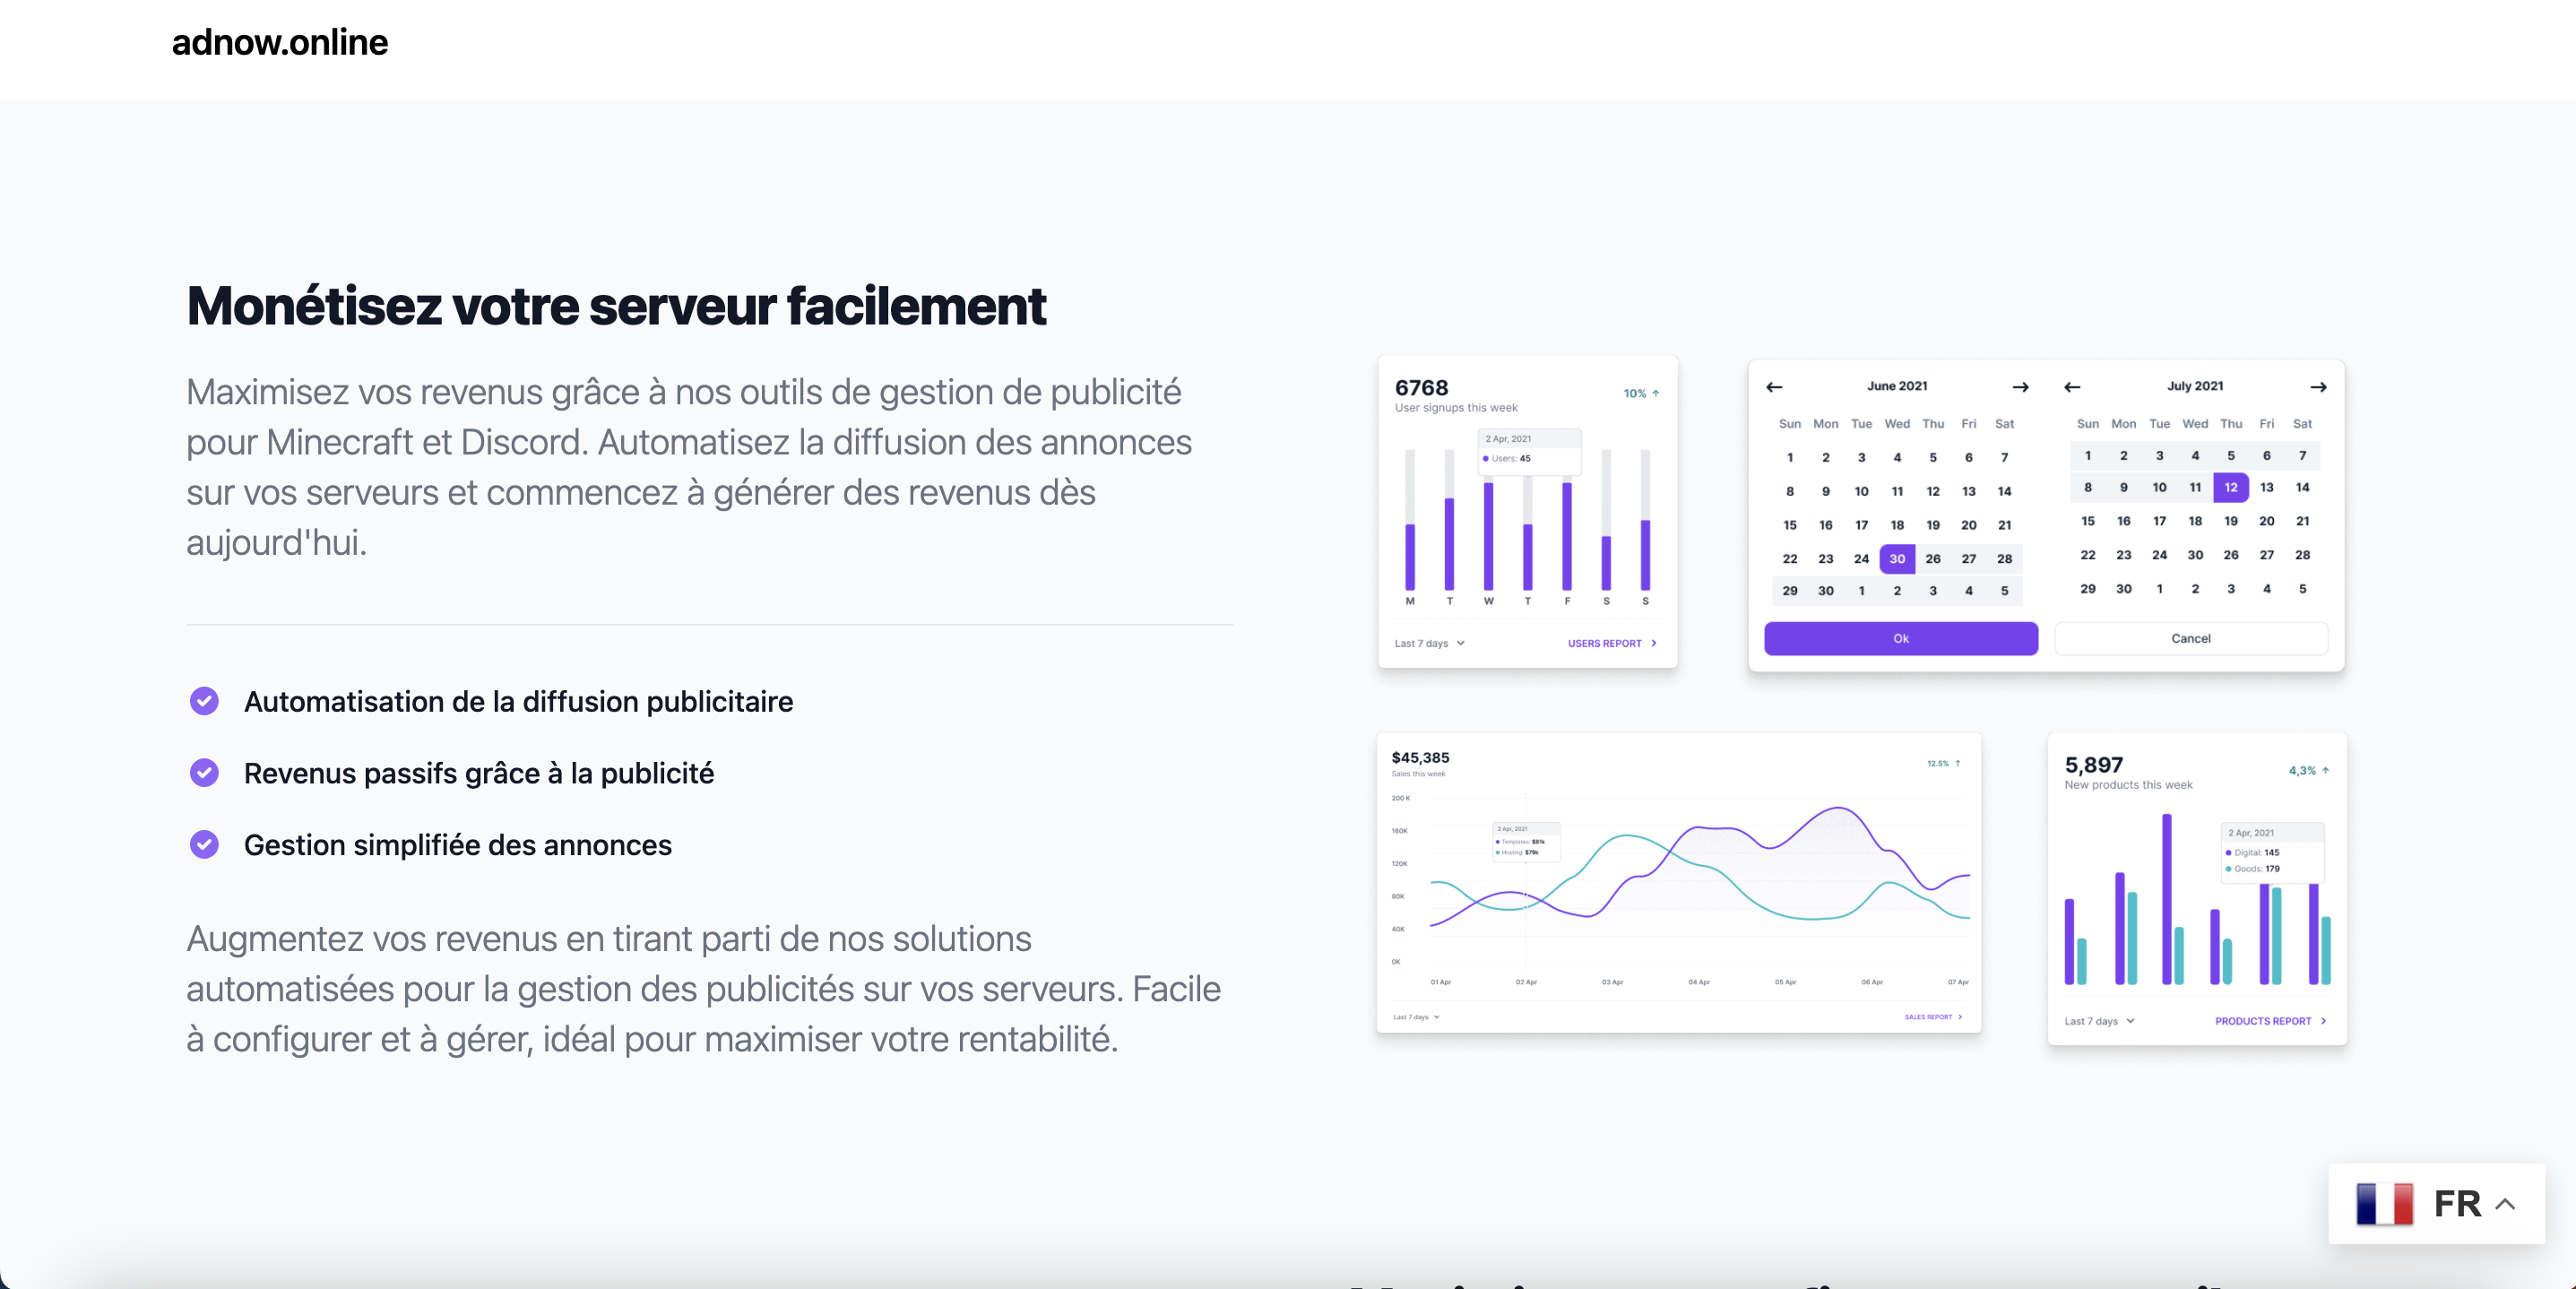 adnow.online
Monétisez votre serveur facilement
Maximisez vos revenus grâce à nos outils de gestion de publicité
pour Minecraft et Discord. Automatisez la diffusion des annonces
sur vos serveurs et commencez à générer des revenus dès
aujourd'hui.
Automatisation de la diffusion publicitaire
Revenus passifs grâce à la publicité
Gestion simplifiée des annonces
Augmentez vos revenus en tirant parti de nos solutions
automatisées pour la gestion des publicités sur vos serveurs. Facile
à configurer et à gérer, idéal pour maximiser votre rentabilité.
6768
10%
User signups this week
2 Apr, 2021
Users: 45
M T W T F S S
Last 7 days
USERS REPORT
June 2021
Sun Mon Tue Wed Thu Fri Sat
1 2 3 4 5 6 7
8 9 10 11 12 13 14
15 16 17 18 19 20 21
22 23 24 30 26 27 28
29 30 1 2 3 4 5
Ok
July 2021
Sun Mon Tue Wed Thu Fri Sat
1 2 3 4 5 6 7
8 9 10 11 12 13 14
15 16 17 18 19 20 21
22 23 24 30 26 27 28
29 30 1 2 3 4 5
Cancel
$45,385
12.5%
Sales this week
200 K
160K
120K
80K
40K
0K
2 Apr, 2021
Templates: $81k
Hosting: $79k
01 Apr 02 Apr 03 Apr 04 Apr 05 Apr 06 Apr 07 Apr
Last 7 days
SALES REPORT
5,897
4,3%
New products this week
2 Apr, 2021
Digital: 145
Goods: 179
Last 7 days
PRODUCTS REPORT
FR